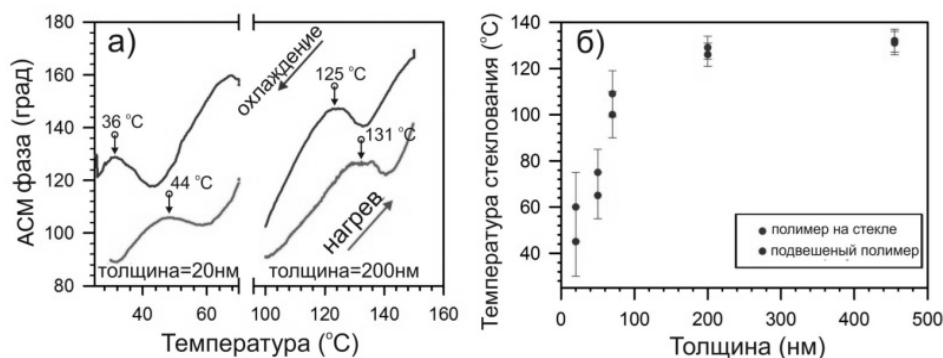 а)
180
160
140
120
100
80
АСМ фаза (град)
охлаждение
36 °C
44 °C
125 °C
131 °C
нагрев
толщина=20нм
толщина=200нм
40
60
100
120
140
160
Температура (°C)
б)
140
120
100
80
60
40
Температура стеклования (°C)
полимер на стекле
подвешеный полимер
0
100
200
300
400
500
Толщина (нм)